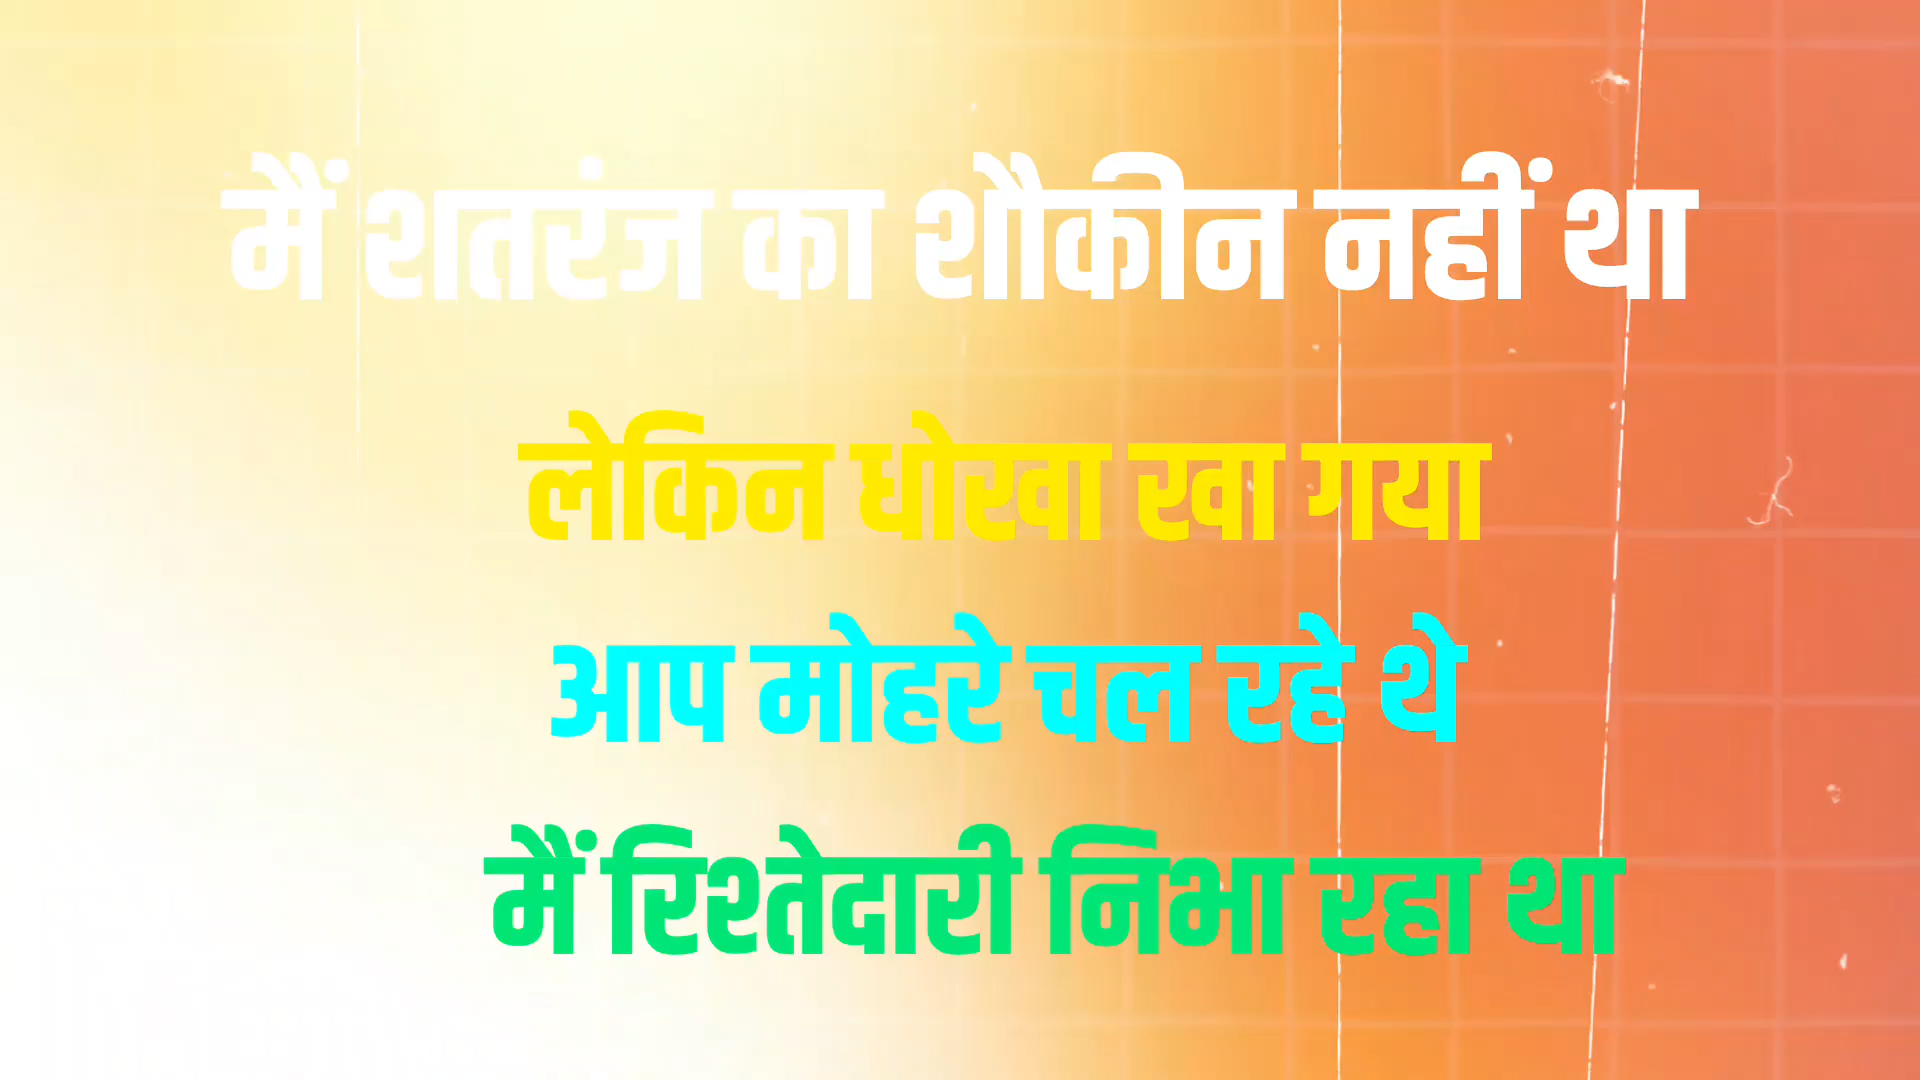 मैं शतरंज का शौकीन नहीं था
लेकिन धोखा खा गया
आप मोहरे चल रहे थे
मैं रिश्तेदारी निभा रहा था